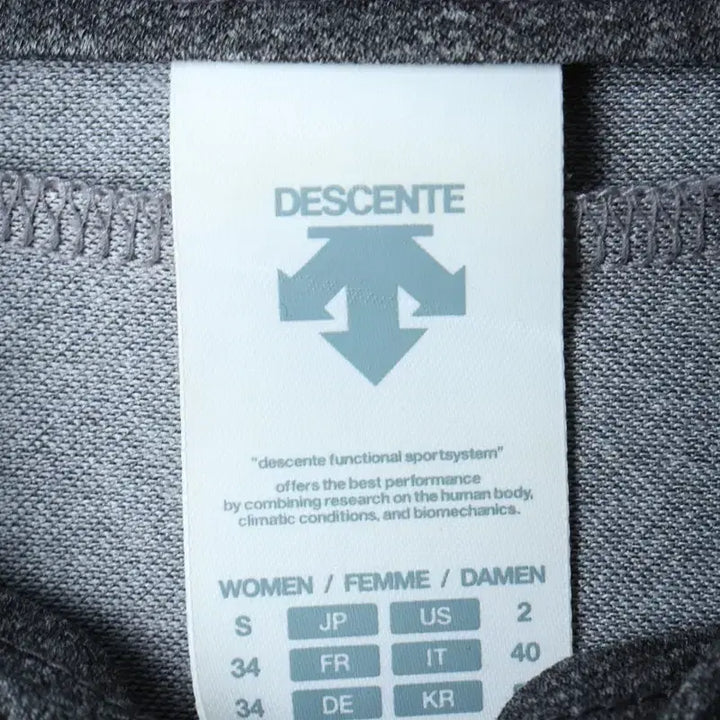 DESCENTE
"descente functional sportsystem"
offers the best performance
by combining research on the human body,
climatic conditions, and biomechanics.
WOMEN / FEMME / DAMEN
S JP US 2
34 FR IT 40
34 DE KR